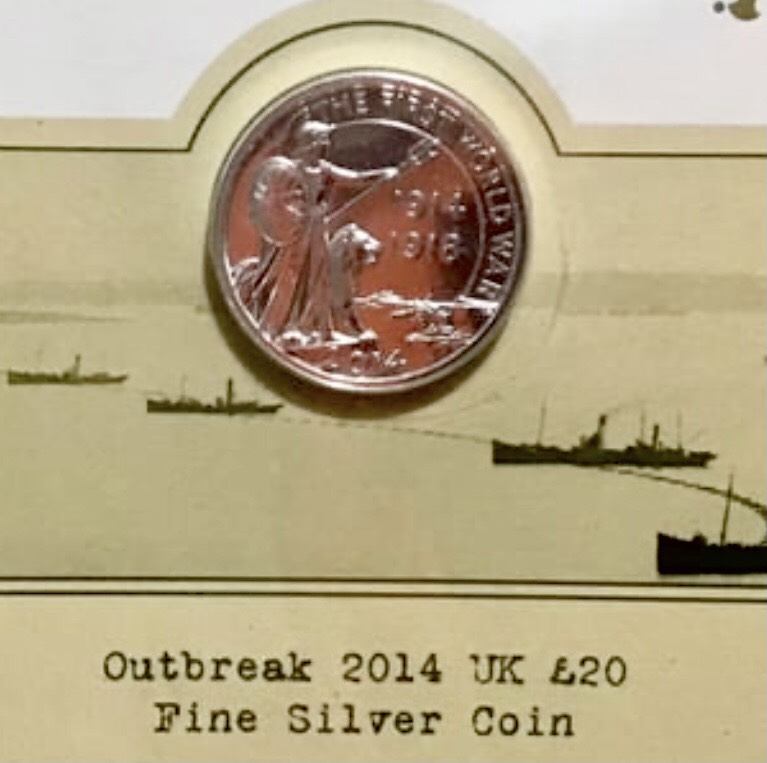 THE FIRST WORLD WAR
1914
1918
2014
Outbreak 2014 UK £20
Fine Silver Coin